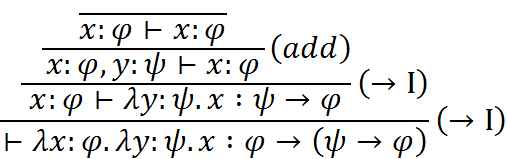 x: φ ⊢ x: φ
x: φ, y: ψ ⊢ x: φ (add)
x: φ ⊢ λy: ψ. x : ψ → φ (→ I)
⊢ λx: φ. λy: ψ. x : φ → (ψ → φ) (→ I)